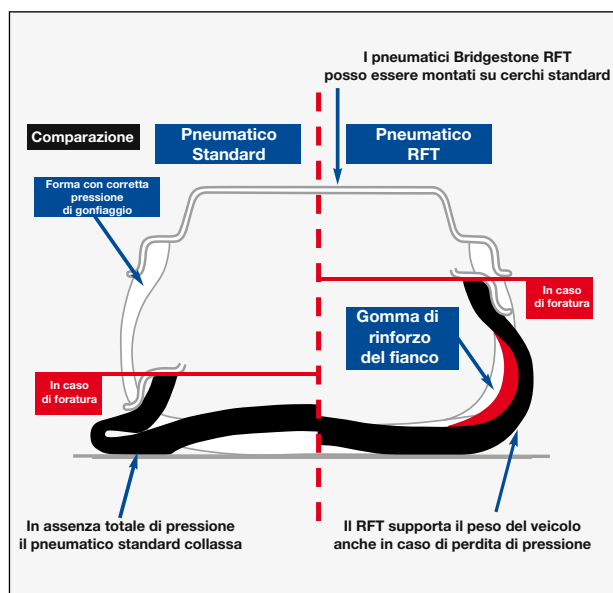 I pneumatici Bridgestone RFT
posso essere montati su cerchi standard
Comparazione
Pneumatico
Standard
Pneumatico
RFT
Forma con corretta
pressione
di gonfiaggio
In caso
di foratura
Gomma di
rinforzo
del fianco
In caso
di foratura
In assenza totale di pressione
il pneumatico standard collassa
Il RFT supporta il peso del veicolo
anche in caso di perdita di pressione